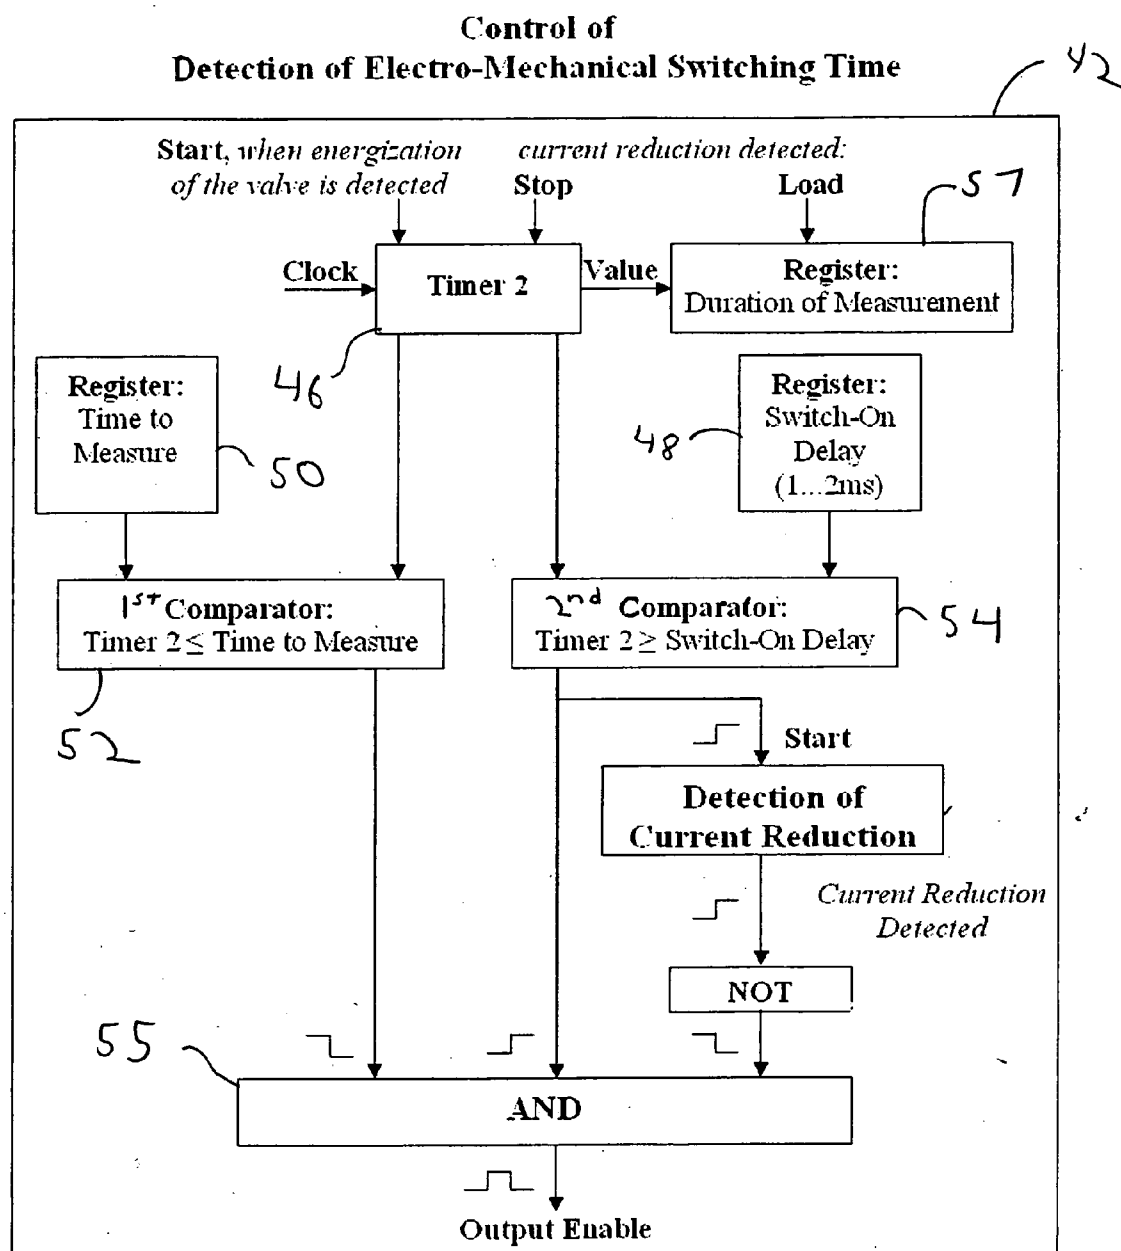 Control of
Detection of Electro-Mechanical Switching Time
42
Start, when energization
of the valve is detected
current reduction detected:
Stop
Load
57
Clock
Timer 2
Value
Register:
Duration of Measurement
46
Register:
Time to
Measure
50
Register:
Switch-On
Delay
(1...2ms)
48
1st Comparator:
Timer 2 ≤ Time to Measure
52
2nd Comparator:
Timer 2 ≥ Switch-On Delay
54
Start
Detection of
Current Reduction
Current Reduction
Detected
NOT
55
AND
Output Enable